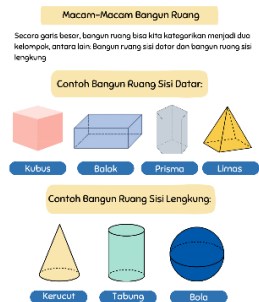 Macam-Macam Bangun Ruang
Secara garis besar, bangun ruang bisa kita kategorikan menjadi dua
kelompok, antara lain: Bangun ruang sisi datar dan bangun ruang sisi
lengkung
Contoh Bangun Ruang Sisi Datar:
Kubus Balok Prisma Limas
Contoh Bangun Ruang Sisi Lengkung:
Kerucut Tabung Bola